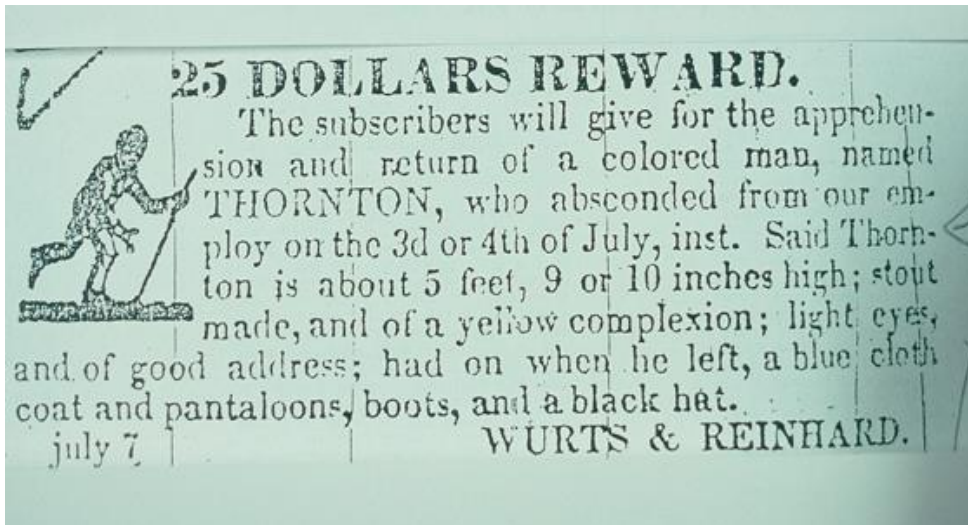 25 DOLLARS REWARD.
The subscribers will give for the apprehen-
sion and return of a colored man, named
THORNTON, who absconded from our em-
ploy on the 3d or 4th of July, inst. Said Thorn-
ton is about 5 feet, 9 or 10 inches high; stout
made, and of a yellow complexion; light eyes,
and of good address; had on when he left, a blue cloth
coat and pantaloons, boots, and a black hat.
july 7 WURTS & REINHARD.